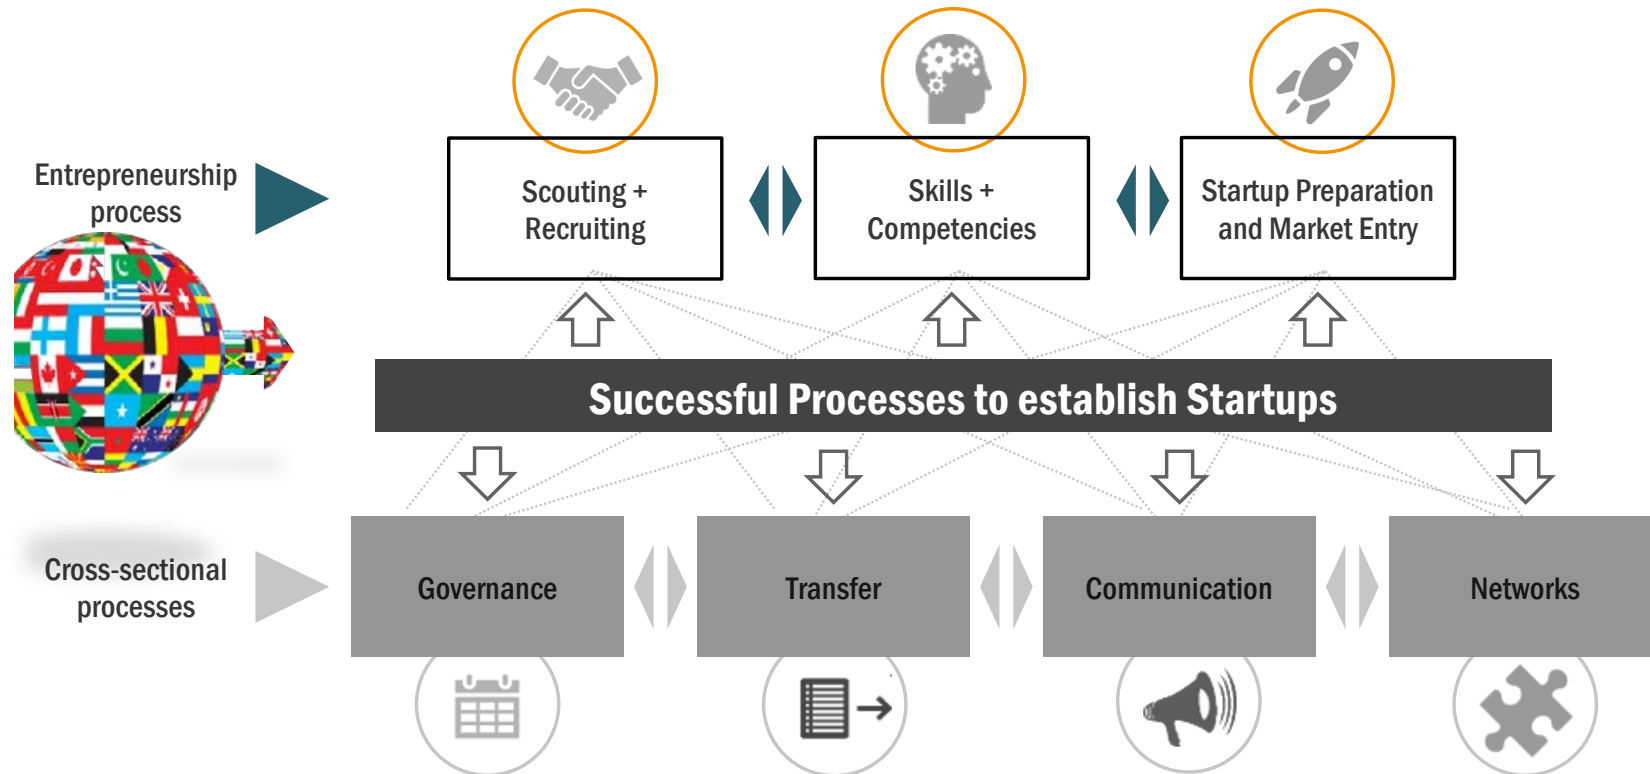 Entrepreneurship
process
Scouting +
Recruiting
Skills +
Competencies
Startup Preparation
and Market Entry
Successful Processes to establish Startups
Cross-sectional
processes
Governance
Transfer
Communication
Networks